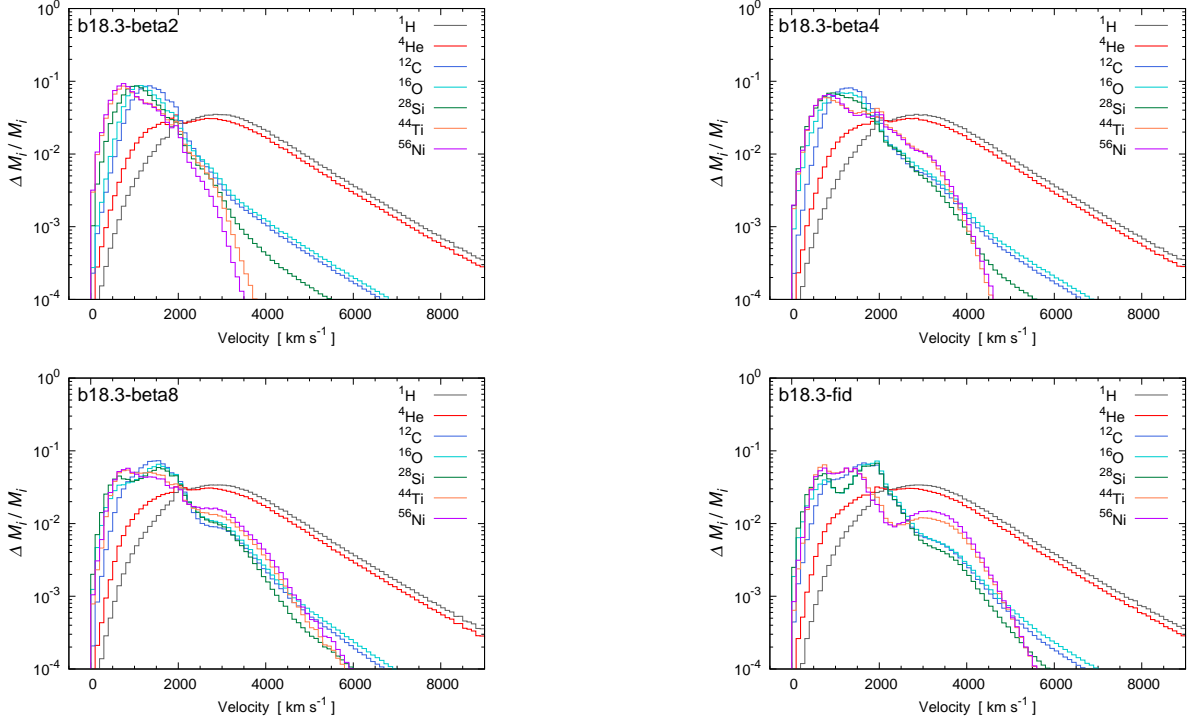 b18.3-beta2
¹H
⁴He
¹²C
¹⁶O
²⁸Si
⁴⁴Ti
⁵⁶Ni
10⁰
10⁻¹
10⁻²
10⁻³
10⁻⁴
Δ Mᵢ / Mᵢ
0 2000 4000 6000 8000
Velocity [ km s⁻¹ ]
b18.3-beta4
¹H
⁴He
¹²C
¹⁶O
²⁸Si
⁴⁴Ti
⁵⁶Ni
10⁰
10⁻¹
10⁻²
10⁻³
10⁻⁴
Δ Mᵢ / Mᵢ
0 2000 4000 6000 8000
Velocity [ km s⁻¹ ]
b18.3-beta8
¹H
⁴He
¹²C
¹⁶O
²⁸Si
⁴⁴Ti
⁵⁶Ni
10⁰
10⁻¹
10⁻²
10⁻³
10⁻⁴
Δ Mᵢ / Mᵢ
0 2000 4000 6000 8000
Velocity [ km s⁻¹ ]
b18.3-fid
¹H
⁴He
¹²C
¹⁶O
²⁸Si
⁴⁴Ti
⁵⁶Ni
10⁰
10⁻¹
10⁻²
10⁻³
10⁻⁴
Δ Mᵢ / Mᵢ
0 2000 4000 6000 8000
Velocity [ km s⁻¹ ]